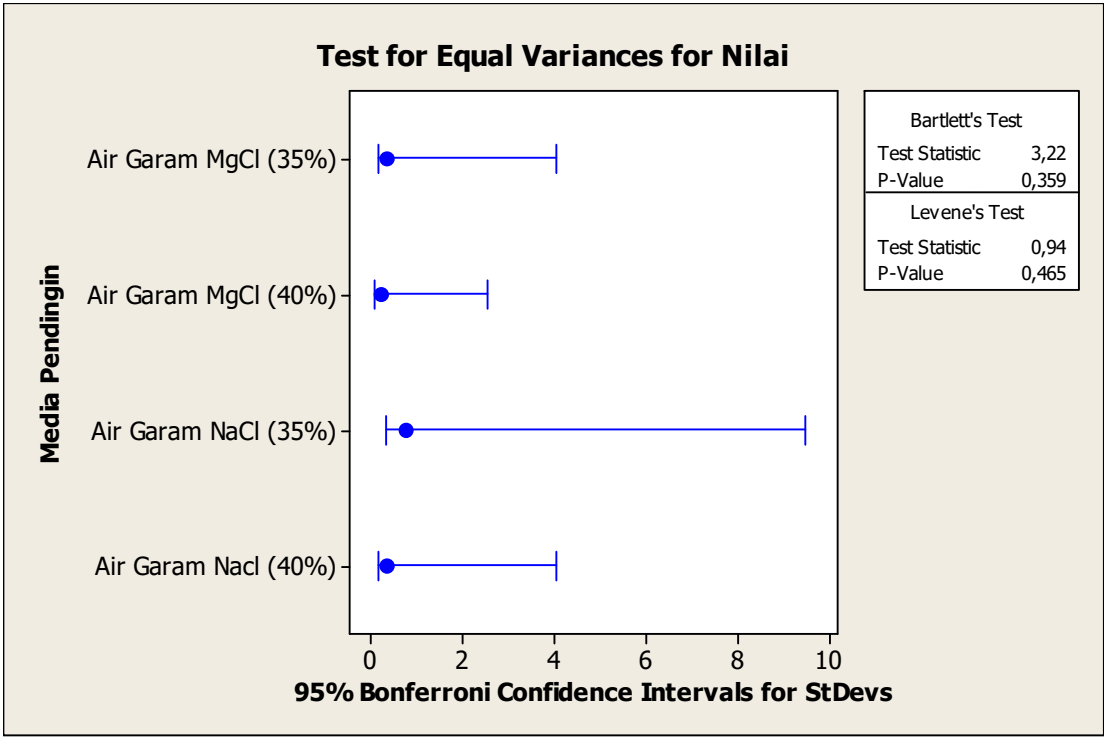 Test for Equal Variances for Nilai
Bartlett's Test
Test Statistic 3,22
P-Value 0,359
Levene's Test
Test Statistic 0,94
P-Value 0,465
Media Pendingin
Air Garam MgCl (35%)
Air Garam MgCl (40%)
Air Garam NaCl (35%)
Air Garam Nacl (40%)
0 2 4 6 8 10
95% Bonferroni Confidence Intervals for StDevs